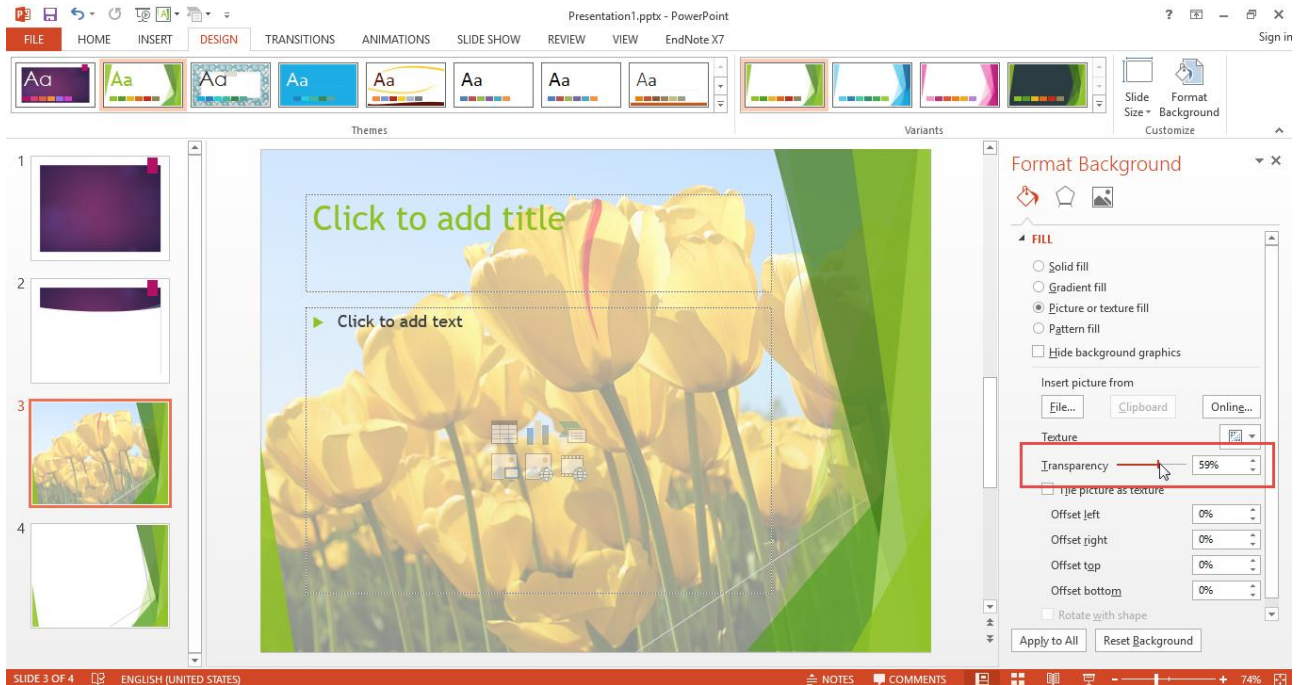 Presentation1.pptx - PowerPoint
?
Sign in
FILE HOME INSERT DESIGN TRANSITIONS ANIMATIONS SLIDE SHOW REVIEW VIEW EndNote X7
Aa Aa Aa Aa Aa Aa Aa Aa
Slide Size
Format Background
Themes
Variants
Customize
1
2
3
4
Click to add title
Click to add text
Format Background
FILL
Solid fill
Gradient fill
Picture or texture fill
Pattern fill
Hide background graphics
Insert picture from
File... Clipboard Online...
Texture
Transparency 59%
Tile picture as texture
Offset left 0%
Offset right 0%
Offset top 0%
Offset bottom 0%
Rotate with shape
Apply to All Reset Background
SLIDE 3 OF 4 ENGLISH (UNITED STATES) NOTES COMMENTS 74%